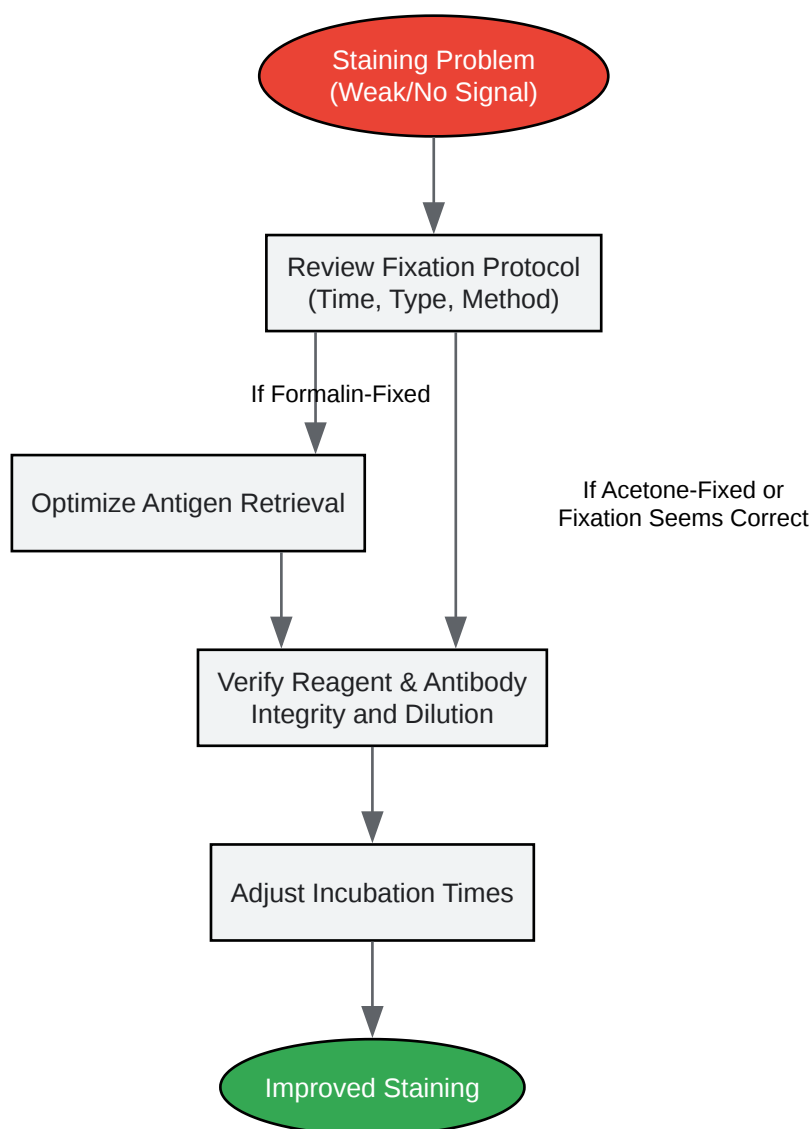 Staining Problem
(Weak/No Signal)
Review Fixation Protocol
(Time, Type, Method)
If Formalin-Fixed
Optimize Antigen Retrieval
If Acetone-Fixed or
Fixation Seems Correct
Verify Reagent & Antibody
Integrity and Dilution
Adjust Incubation Times
Improved Staining